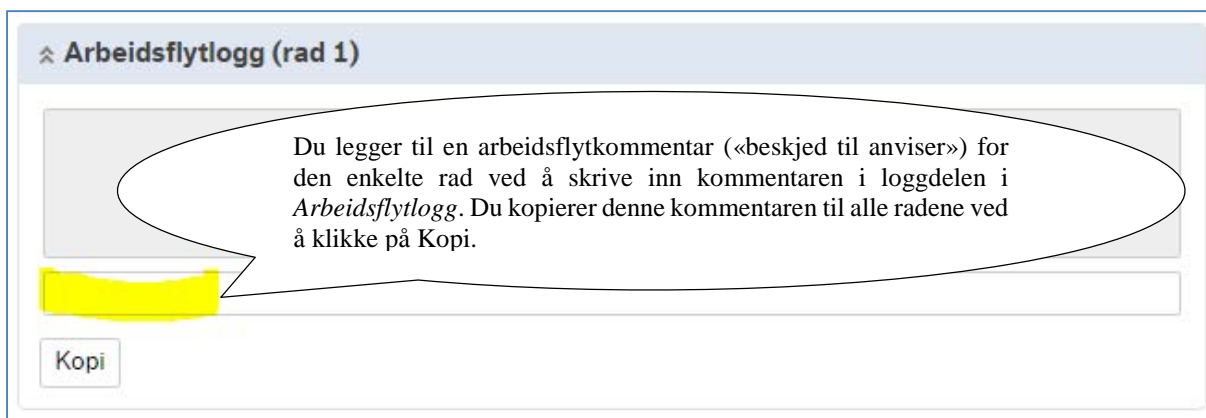 Arbeidsflytlogg (rad 1)
Du legger til en arbeidsflytkommentar («beskjed til anviser») for
den enkelte rad ved å skrive inn kommentaren i loggdelen i
Arbeidsflytlogg. Du kopierer denne kommentaren til alle radene ved
å klikke på Kopi.
Kopi